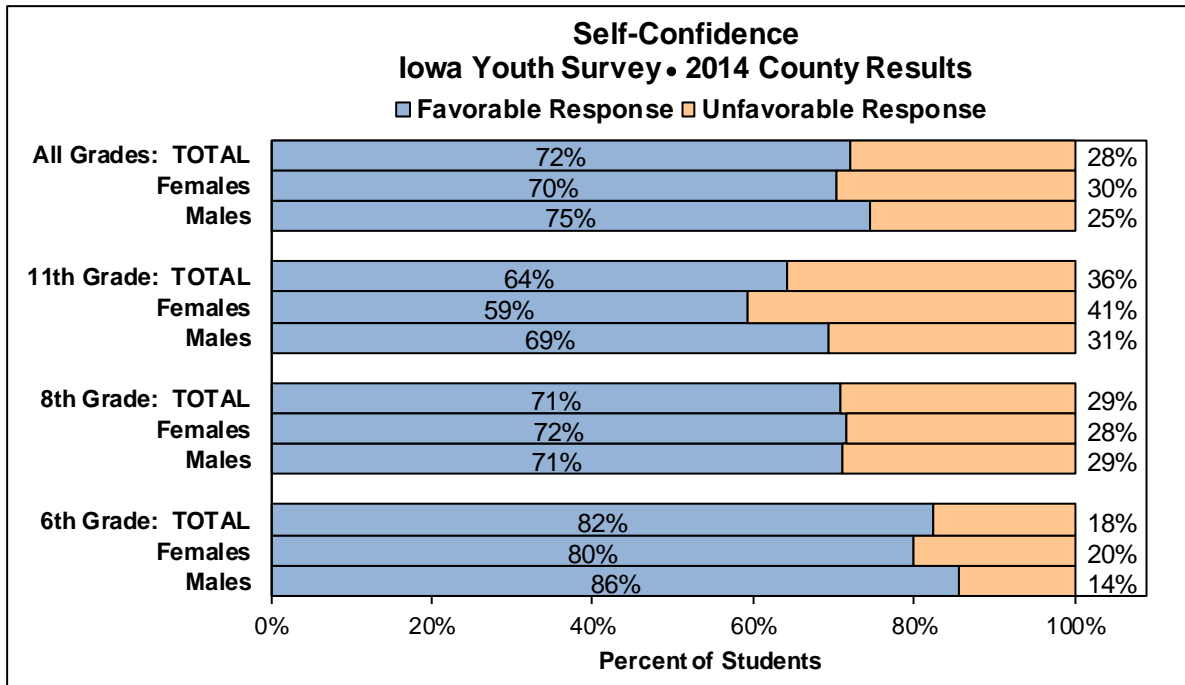 Self-Confidence
Iowa Youth Survey • 2014 County Results
Favorable Response Unfavorable Response
All Grades: TOTAL 72% 28%
Females 70% 30%
Males 75% 25%
11th Grade: TOTAL 64% 36%
Females 59% 41%
Males 69% 31%
8th Grade: TOTAL 71% 29%
Females 72% 28%
Males 71% 29%
6th Grade: TOTAL 82% 18%
Females 80% 20%
Males 86% 14%
0% 20% 40% 60% 80% 100%
Percent of Students